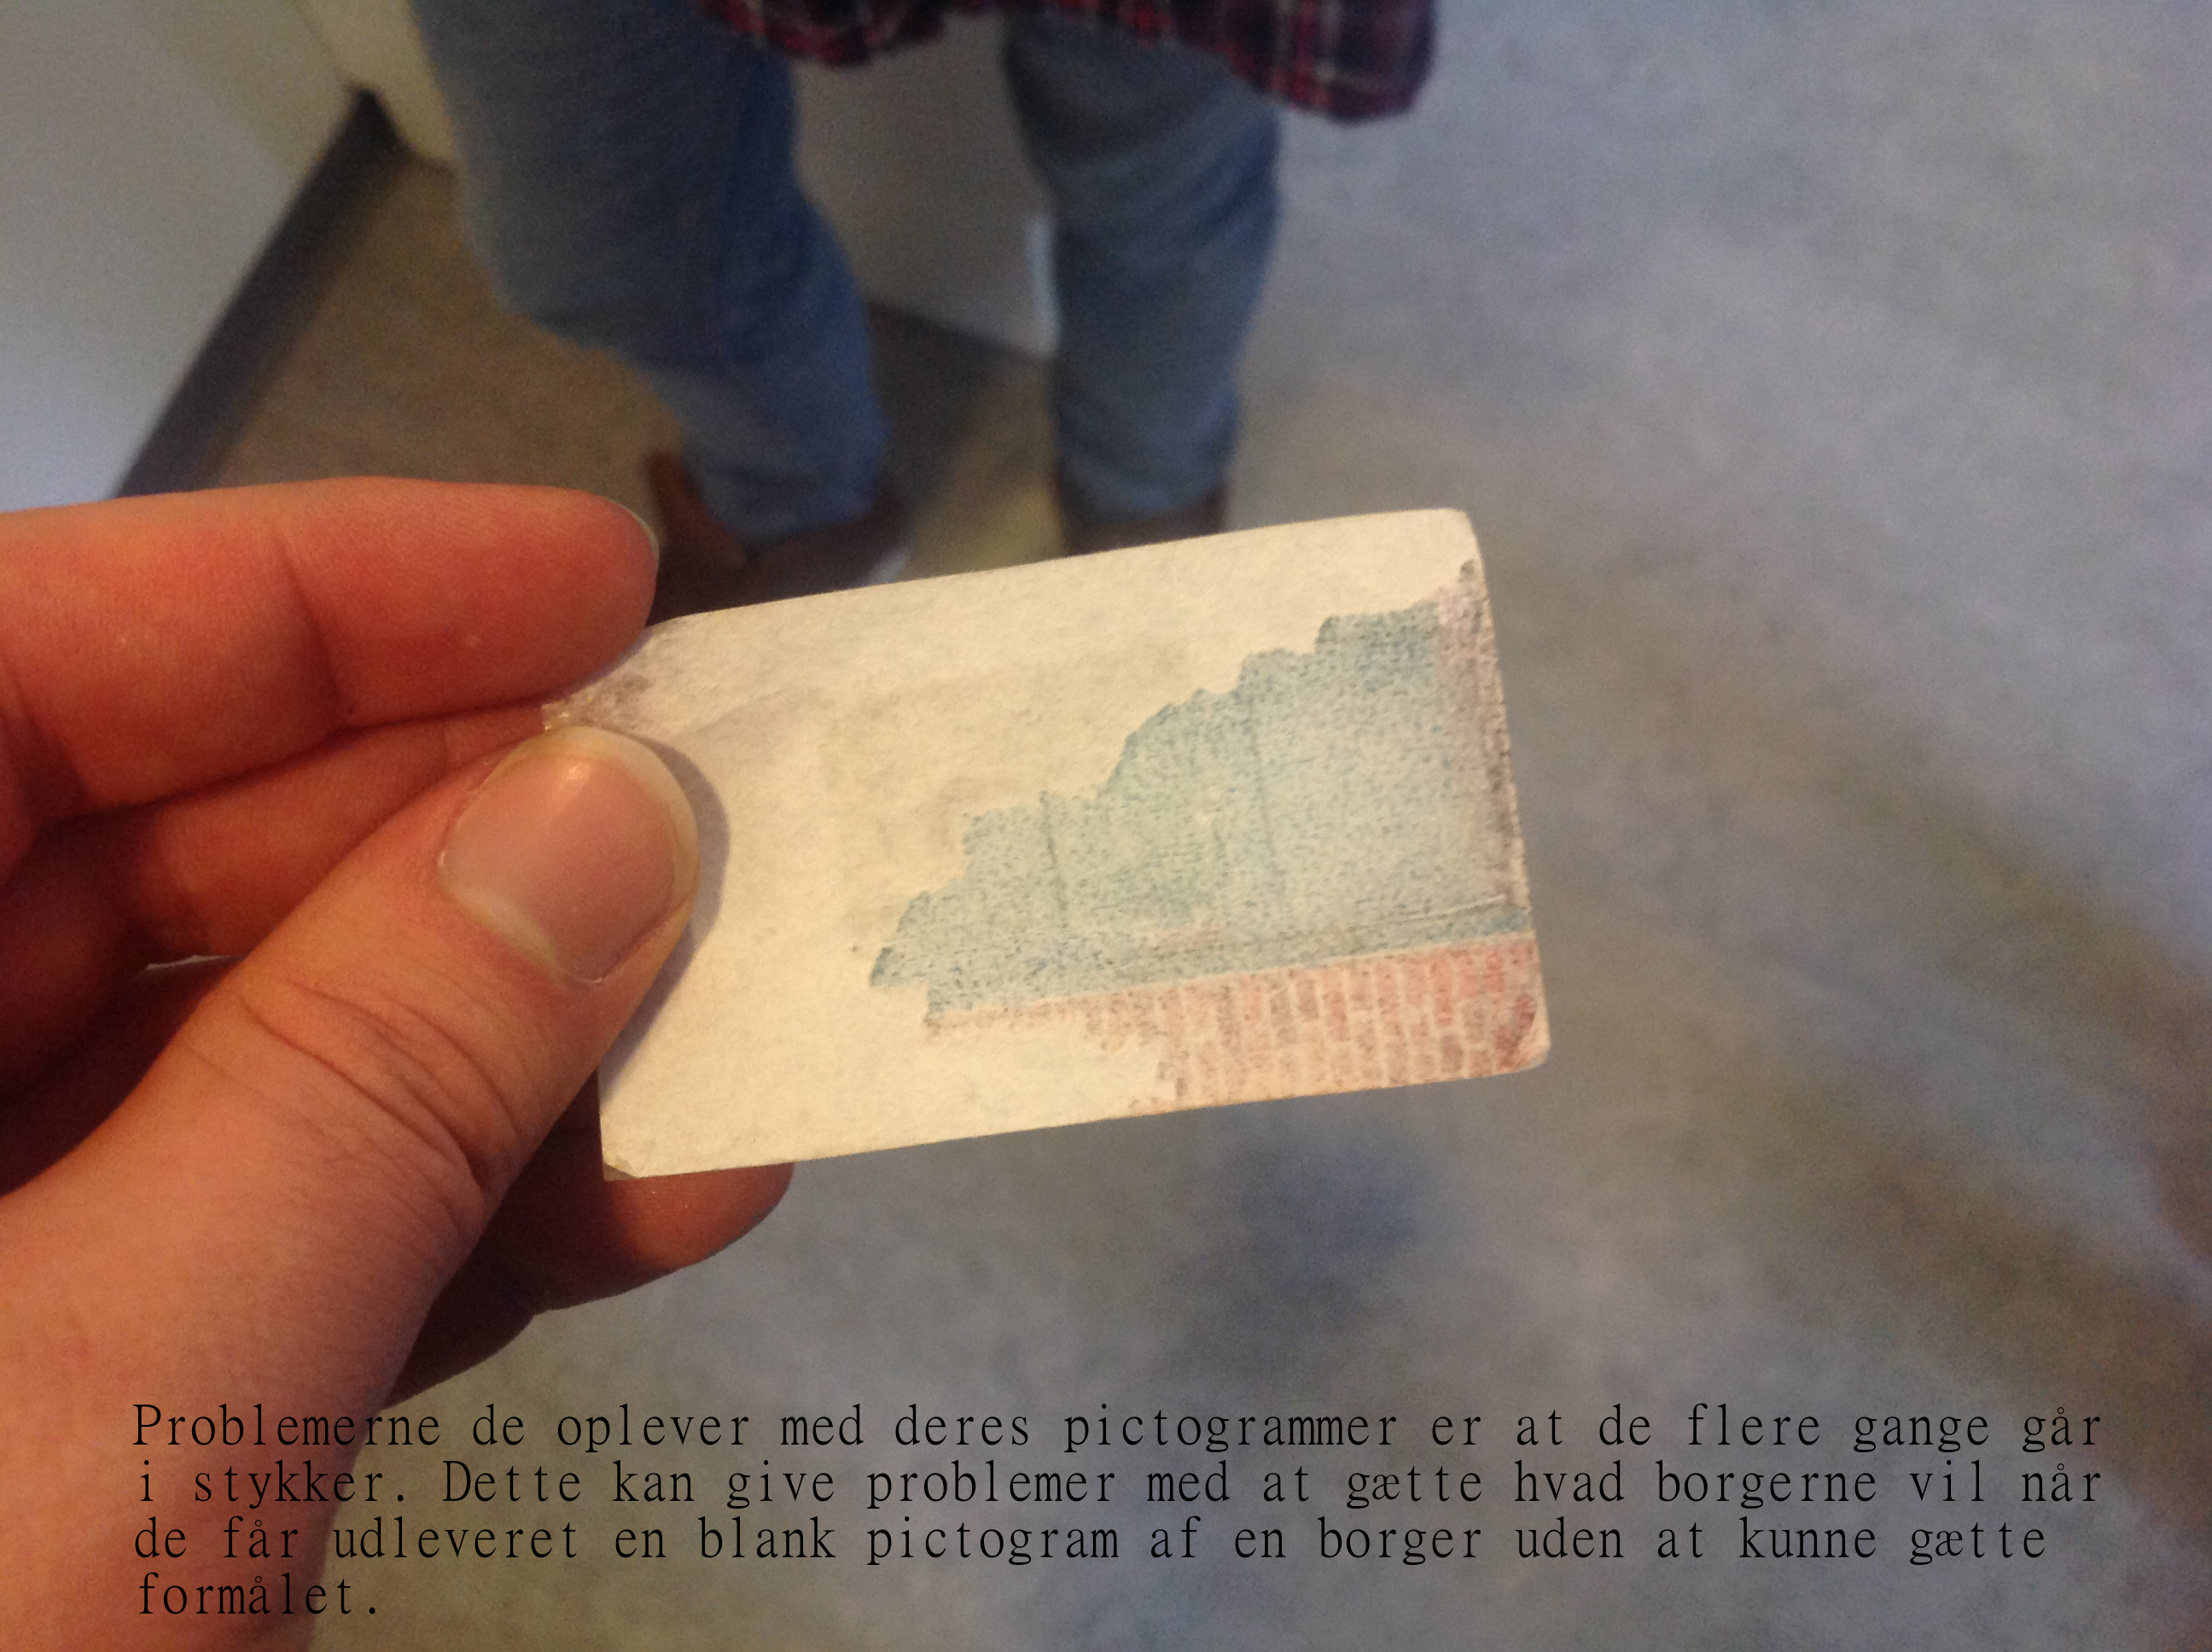 Problemerne de oplever med deres pictogrammer er at de flere gange går
i stykker. Dette kan give problemer med at gætte hvad borgerne vil når
de får udleveret en blank pictogram af en borger uden at kunne gætte
formålet.